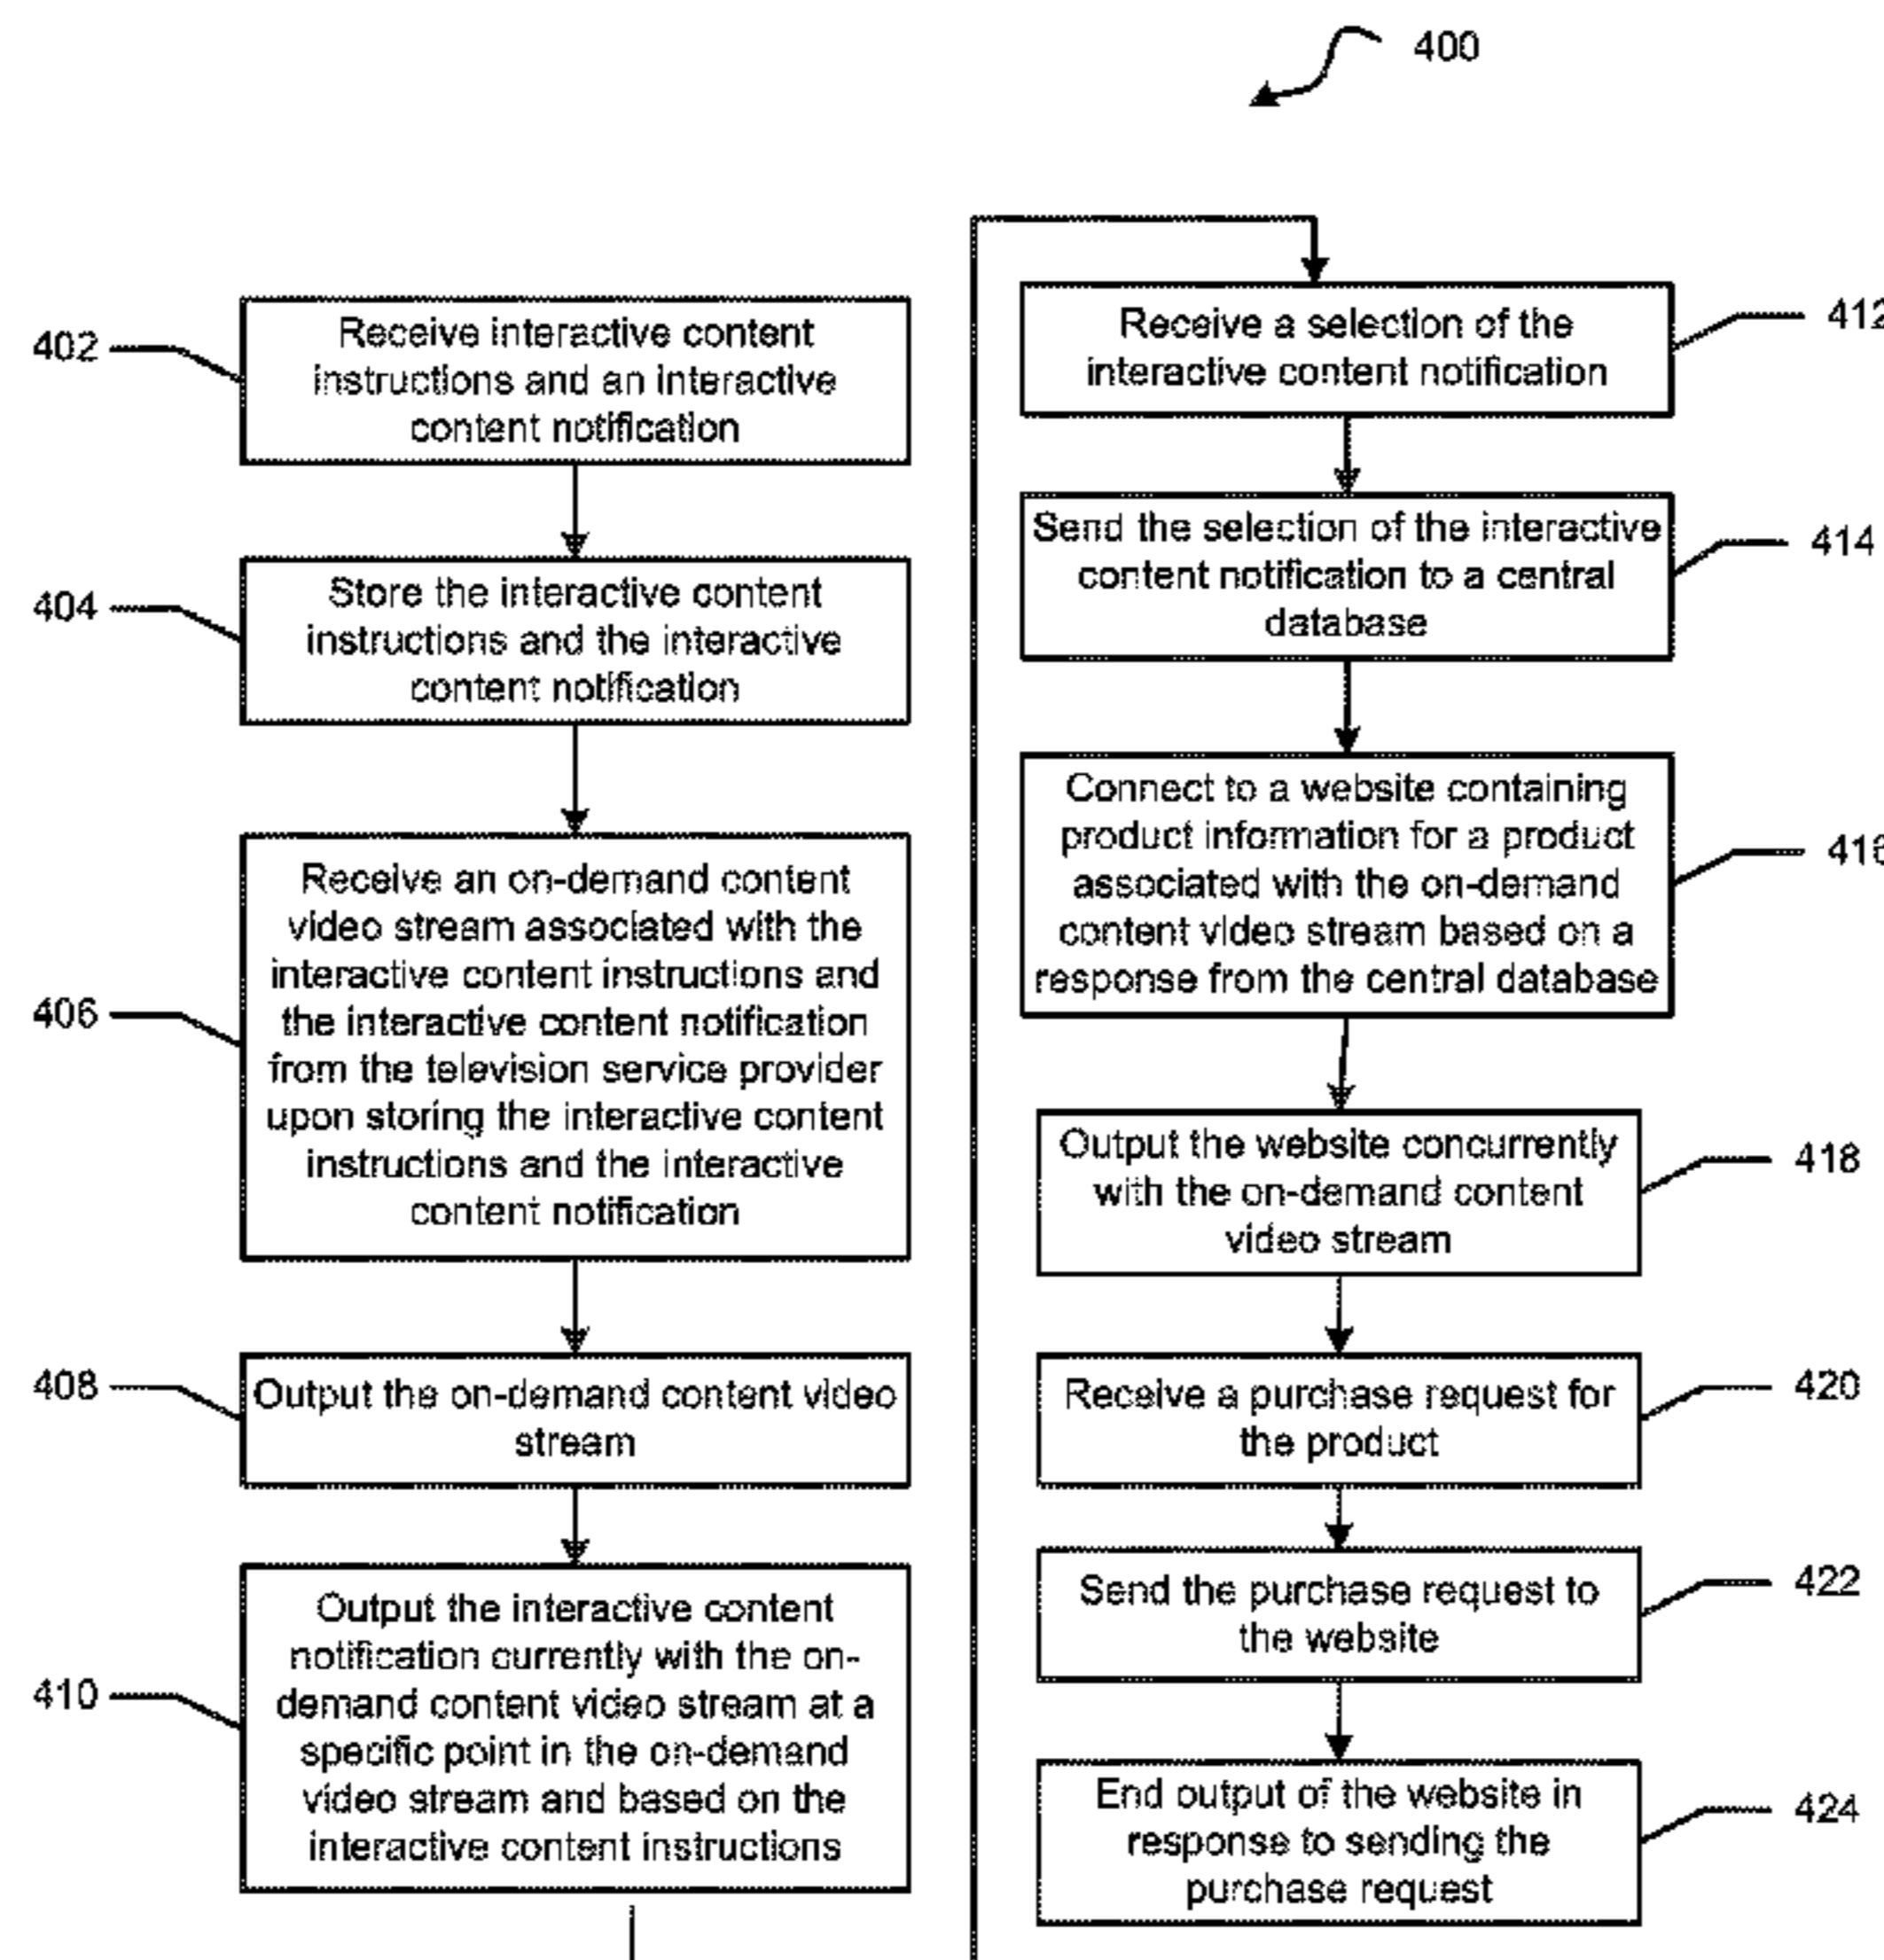 400
402
Receive interactive content
instructions and an interactive
content notification
404
Store the interactive content
instructions and the interactive
content notification
406
Receive an on-demand content
video stream associated with the
interactive content instructions and
the interactive content notification
from the television service provider
upon storing the interactive content
instructions and the interactive
content notification
408
Output the on-demand content video
stream
410
Output the interactive content
notification currently with the on-
demand content video stream at a
specific point in the on-demand
video stream and based on the
interactive content instructions
Receive a selection of the
interactive content notification
412
Send the selection of the interactive
content notification to a central
database
414
Connect to a website containing
product information for a product
associated with the on-demand
content video stream based on a
response from the central database
416
Output the website concurrently
with the on-demand content
video stream
418
Receive a purchase request for
the product
420
Send the purchase request to
the website
422
End output of the website in
response to sending the
purchase request
424